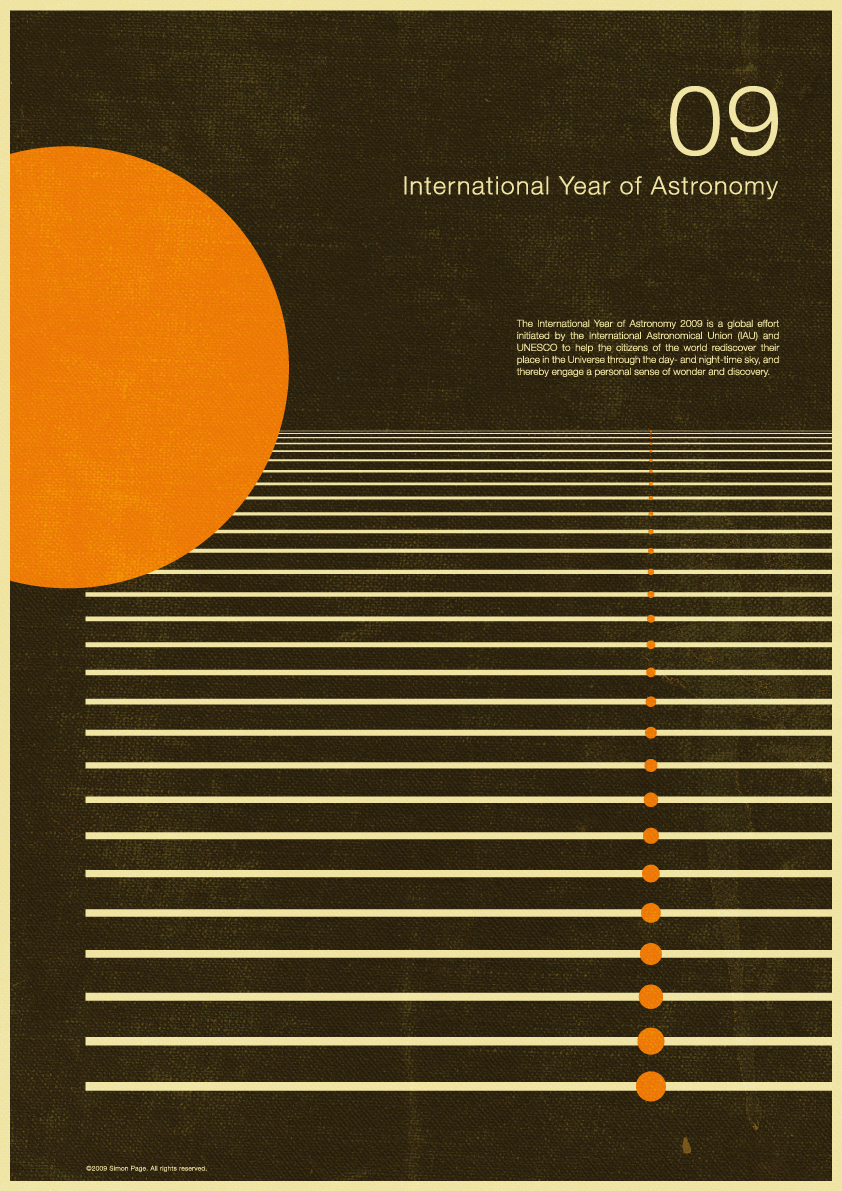 09
International Year of Astronomy
The International Year of Astronomy 2009 is a global effort
initiated by the International Astronomical Union (IAU) and
UNESCO to help the citizens of the world rediscover their
place in the Universe through the day- and night-time sky, and
thereby engage a personal sense of wonder and discovery.
©2009 Simon Page. All rights reserved.